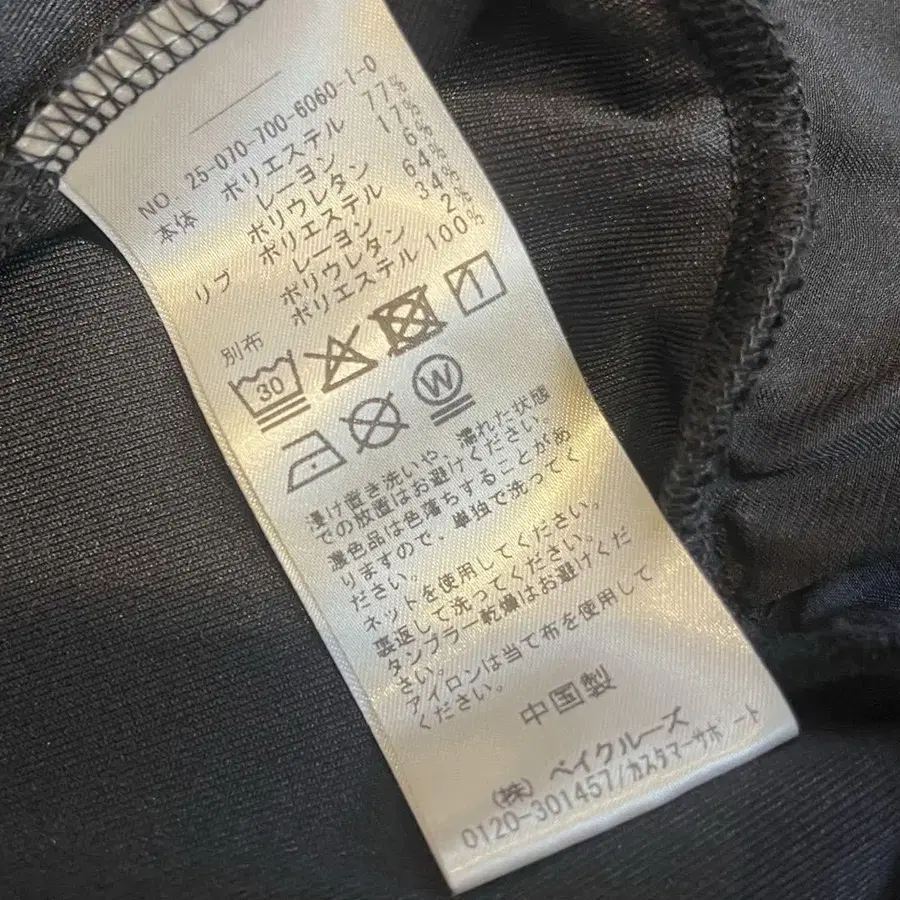 NO. 25-070-700-6060-1-0
本体 ポリエステル 77%
レーヨン 17%
ポリウレタン 6%
リブ ポリエステル 64%
レーヨン 34%
ポリウレタン 2%
別布 ポリエステル 100%
30
W
浸け置き洗いや、濡れた状態
での放置はお避けください。
濃色品は色落ちすることがあ
りますので、単独で洗ってく
ださい。
ネットを使用してください。
裏返して洗ってください。
タンブラー乾燥はお避けくだ
さい。
アイロンは当て布を使用して
ください。
中国製
(株) ベイクルーズ
0120-301457/カスタマーサポート